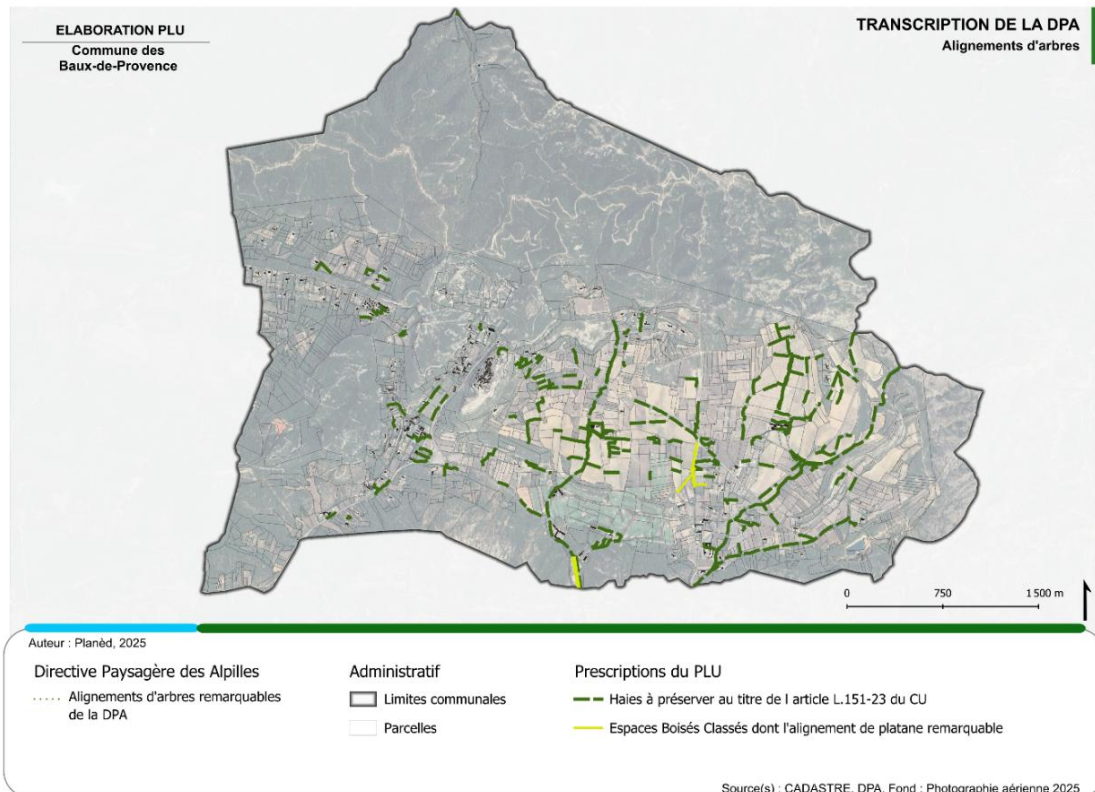 ELABORATION PLU
Commune des
Baux-de-Provence
TRANSCRIPTION DE LA DPA
Alignements d'arbres
0 750 1 500 m
Auteur : Planèd, 2025
Directive Paysagère des Alpilles
Alignements d'arbres remarquables
de la DPA
Administratif
Limites communales
Parcelles
Prescriptions du PLU
Haies à préserver au titre de l article L.151-23 du CU
Espaces Boisés Classés dont l'alignement de platane remarquable
Source(s) : CADASTRE, DPA, Fond : Photographie aérienne 2025